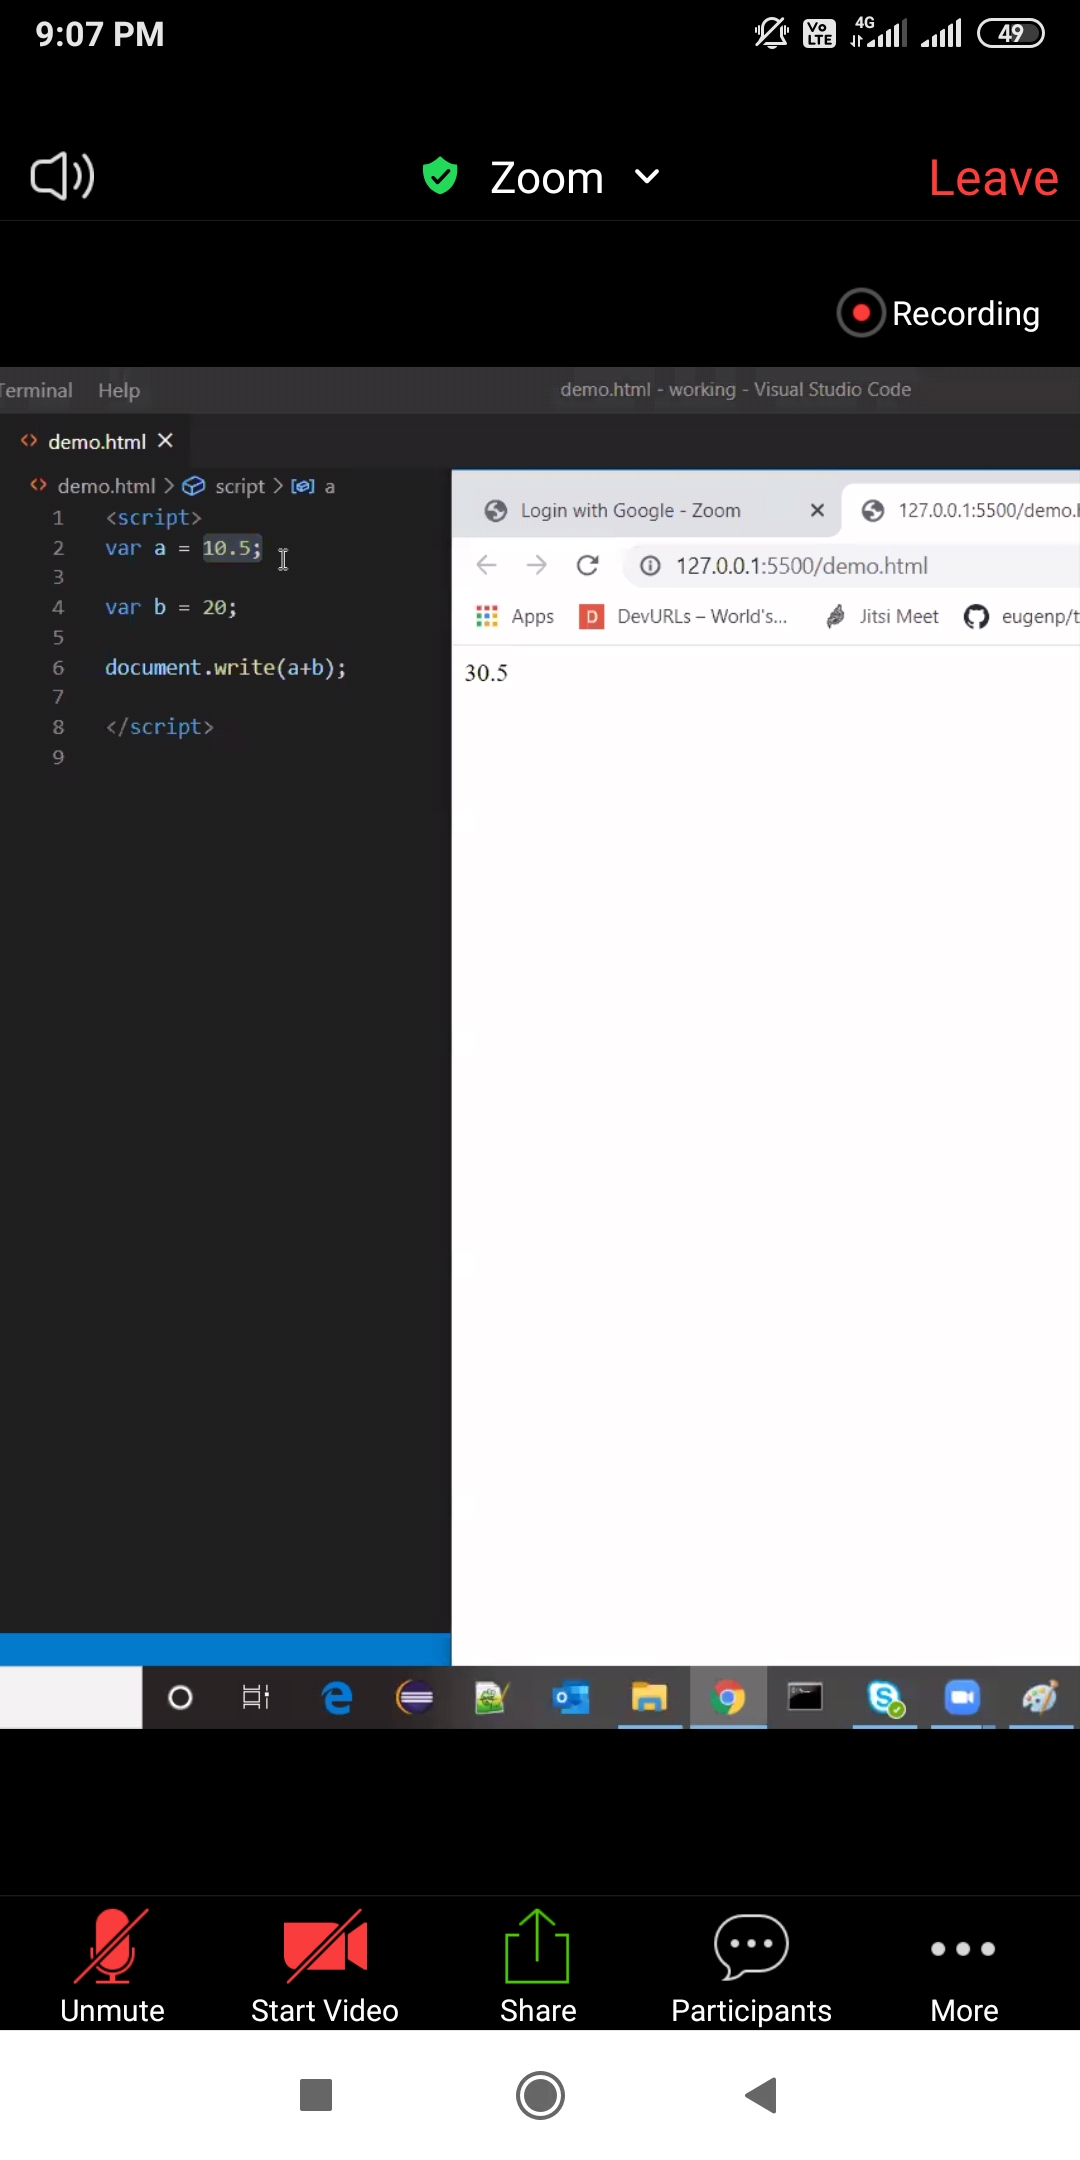 9:07 PM
Vo LTE
4G
49
Zoom
Leave
Recording
Terminal Help
demo.html - working - Visual Studio Code
demo.html
demo.html > script > a
1 <script>
2 var a = 10.5;
3
4 var b = 20;
5
6 document.write(a+b);
7
8 </script>
9
Login with Google - Zoom
127.0.0.1:5500/demo.h
127.0.0.1:5500/demo.html
Apps
D
DevURLs – World's...
Jitsi Meet
eugenp/t
30.5
Unmute
Start Video
Share
Participants
More